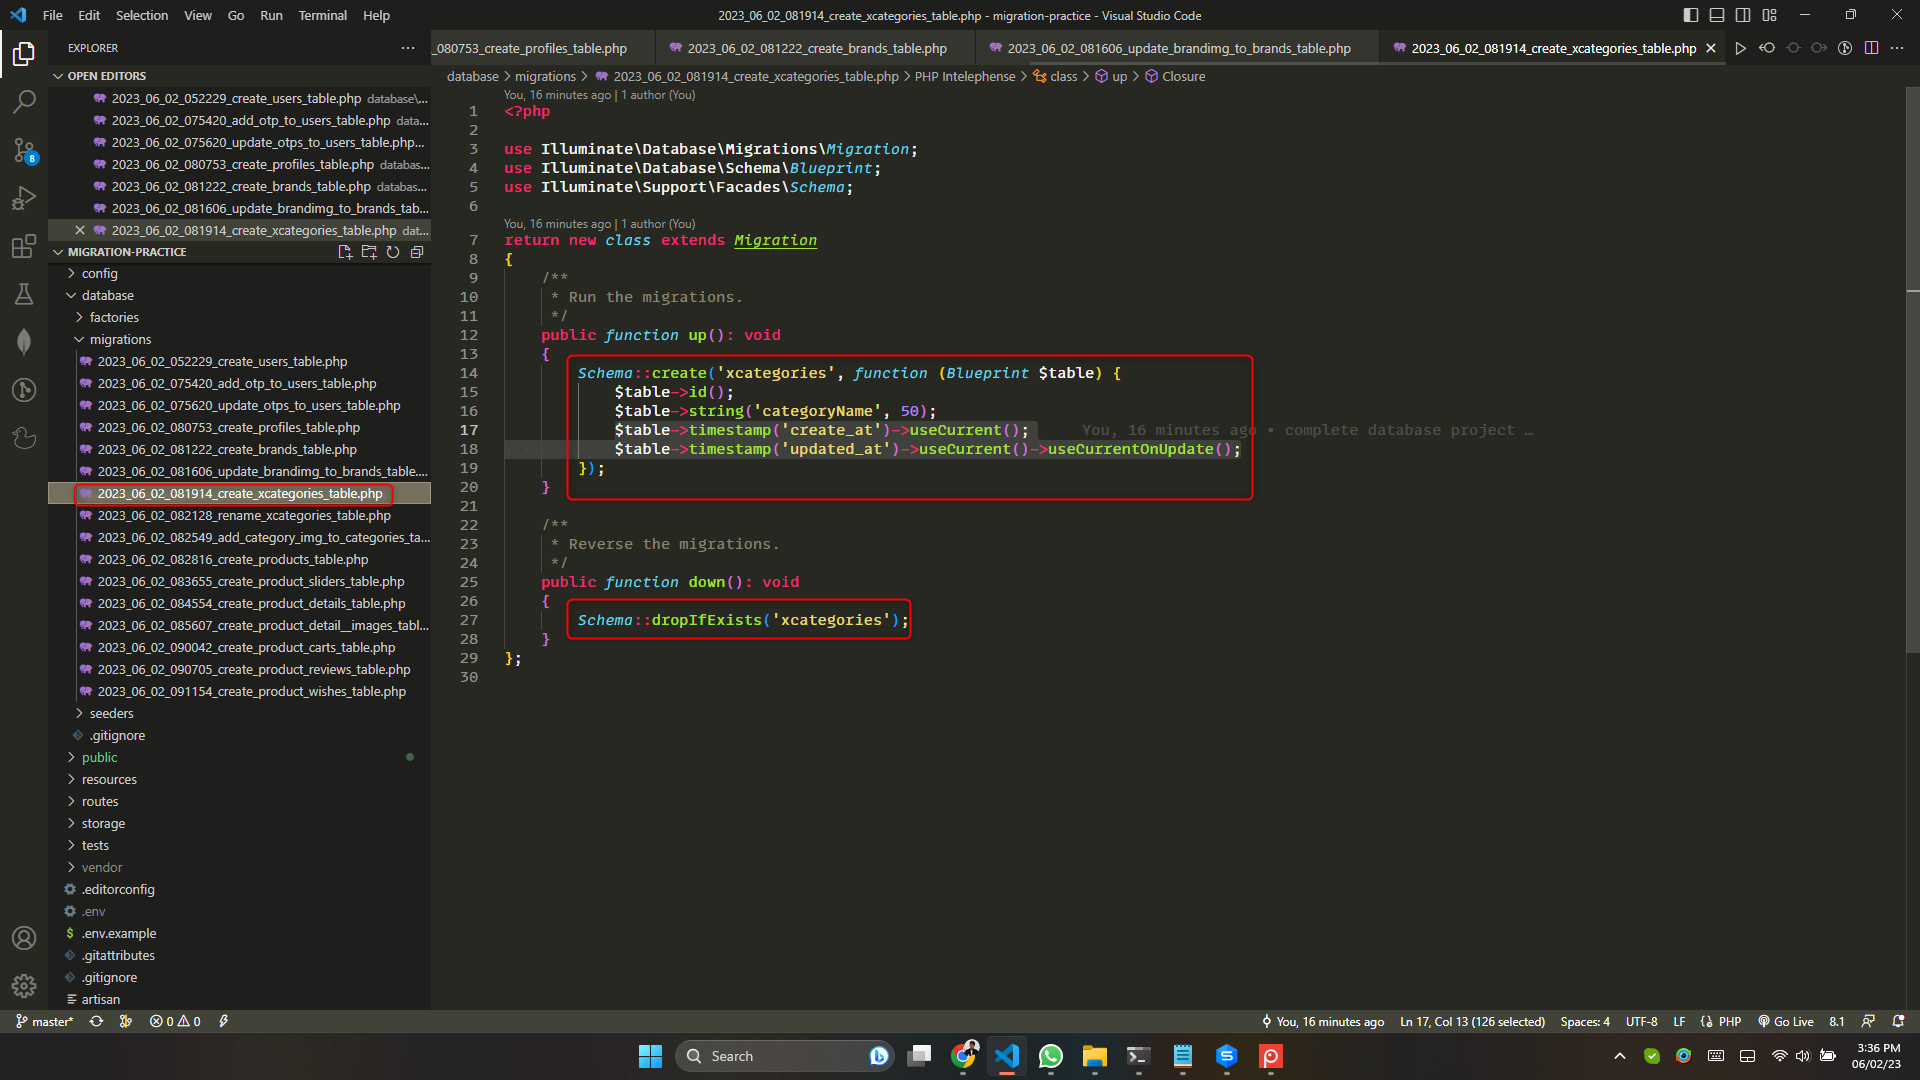 File Edit Selection View Go Run Terminal Help
2023_06_02_081914_create_xcategories_table.php - migration-practice - Visual Studio Code
EXPLORER
_080753_create_profiles_table.php
2023_06_02_081222_create_brands_table.php
2023_06_02_081606_update_brandimg_to_brands_table.php
2023_06_02_081914_create_xcategories_table.php
OPEN EDITORS
2023_06_02_052229_create_users_table.php database\...
2023_06_02_075420_add_otp_to_users_table.php data...
2023_06_02_075620_update_otps_to_users_table.php...
2023_06_02_080753_create_profiles_table.php databas...
2023_06_02_081222_create_brands_table.php databas...
2023_06_02_081606_update_brandimg_to_brands_tab...
2023_06_02_081914_create_xcategories_table.php dat...
8
MIGRATION-PRACTICE
config
database
factories
migrations
2023_06_02_052229_create_users_table.php
2023_06_02_075420_add_otp_to_users_table.php
2023_06_02_075620_update_otps_to_users_table.php
2023_06_02_080753_create_profiles_table.php
2023_06_02_081222_create_brands_table.php
2023_06_02_081606_update_brandimg_to_brands_table....
2023_06_02_081914_create_xcategories_table.php
2023_06_02_082128_rename_xcategories_table.php
2023_06_02_082549_add_category_img_to_categories_ta...
2023_06_02_082816_create_products_table.php
2023_06_02_083655_create_product_sliders_table.php
2023_06_02_084554_create_product_details_table.php
2023_06_02_085607_create_product_detail__images_tabl...
2023_06_02_090042_create_product_carts_table.php
2023_06_02_090705_create_product_reviews_table.php
2023_06_02_091154_create_product_wishes_table.php
seeders
.gitignore
public
resources
routes
storage
tests
vendor
.editorconfig
.env
.env.example
.gitattributes
.gitignore
artisan
database > migrations > 2023_06_02_081914_create_xcategories_table.php > PHP Intelephense > class > up > Closure
You, 16 minutes ago | 1 author (You)
1 <?php
2
3 use Illuminate\Database\Migrations\Migration;
4 use Illuminate\Database\Schema\Blueprint;
5 use Illuminate\Support\Facades\Schema;
6
You, 16 minutes ago | 1 author (You)
7 return new class extends Migration
8 {
9 /**
10 * Run the migrations.
11 */
12 public function up(): void
13 {
14 Schema::create('xcategories', function (Blueprint $table) {
15 $table->id();
16 $table->string('categoryName', 50);
17 $table->timestamp('create_at')->useCurrent(); You, 16 minutes ago • complete database project …
18 $table->timestamp('updated_at')->useCurrent()->useCurrentOnUpdate();
19 });
20 }
21
22 /**
23 * Reverse the migrations.
24 */
25 public function down(): void
26 {
27 Schema::dropIfExists('xcategories');
28 }
29 };
30
master* 0 0 You, 16 minutes ago Ln 17, Col 13 (126 selected) Spaces: 4 UTF-8 LF PHP Go Live 8.1
Search
3:36 PM
06/02/23